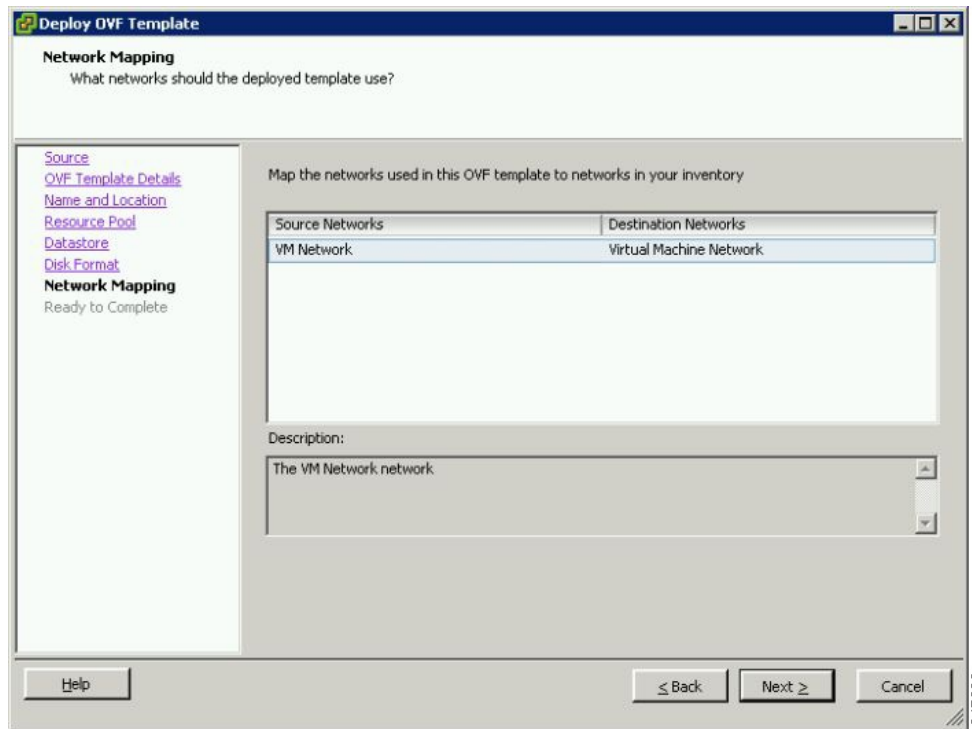 Deploy OVF Template
Network Mapping
What networks should the deployed template use?
Source
OVF Template Details
Name and Location
Resource Pool
Datastore
Disk Format
Network Mapping
Ready to Complete
Map the networks used in this OVF template to networks in your inventory
Source Networks Destination Networks
VM Network Virtual Machine Network
Description:
The VM Network network
Help ≤ Back Next ≥ Cancel